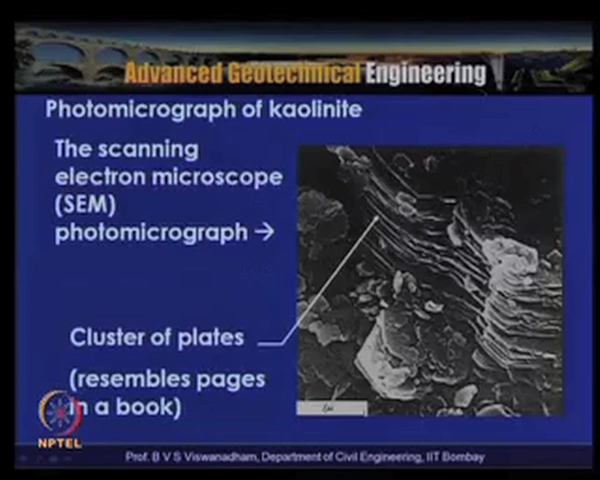 Advanced Geotechnical Engineering
Photomicrograph of kaolinite
The scanning
electron microscope
(SEM)
photomicrograph →
Cluster of plates
(resembles pages
in a book)
NPTEL
Prof. B V S Viswanadham, Department of Civil Engineering, IIT Bombay